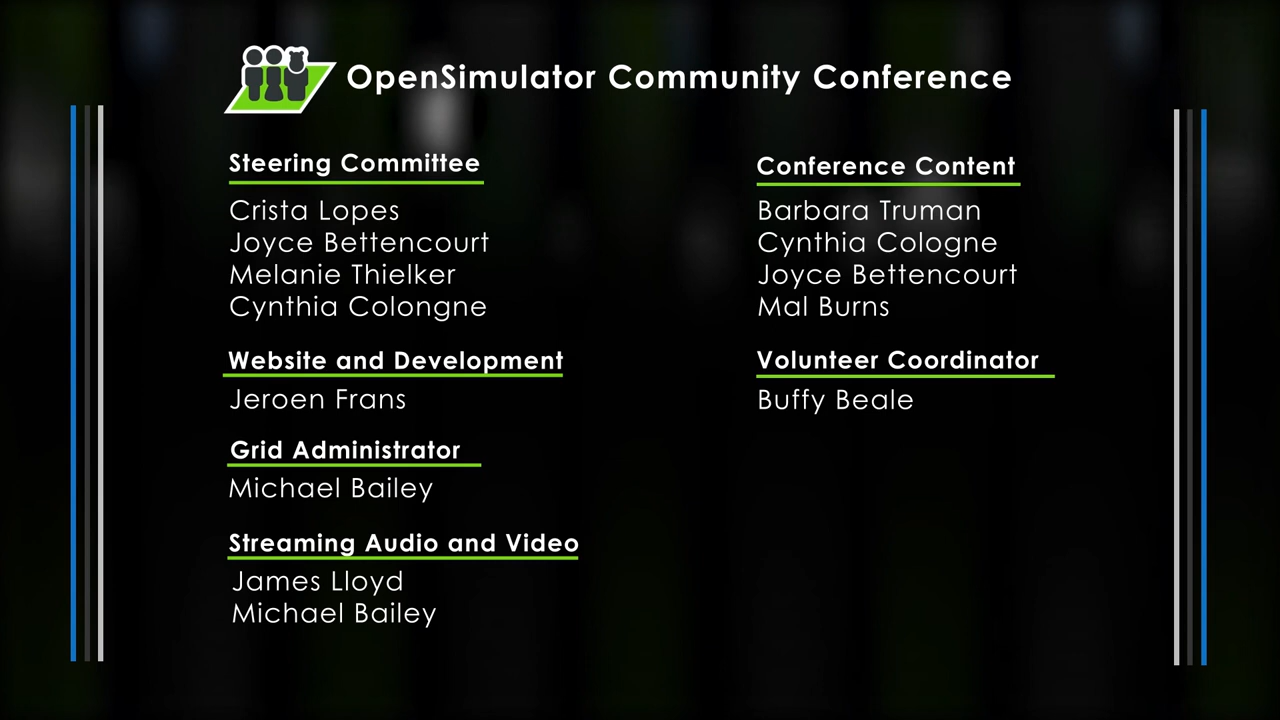 OpenSimulator Community Conference
Steering Committee
Crista Lopes
Joyce Bettencourt
Melanie Thielker
Cynthia Colongne
Website and Development
Jeroen Frans
Grid Administrator
Michael Bailey
Streaming Audio and Video
James Lloyd
Michael Bailey
Conference Content
Barbara Truman
Cynthia Cologne
Joyce Bettencourt
Mal Burns
Volunteer Coordinator
Buffy Beale